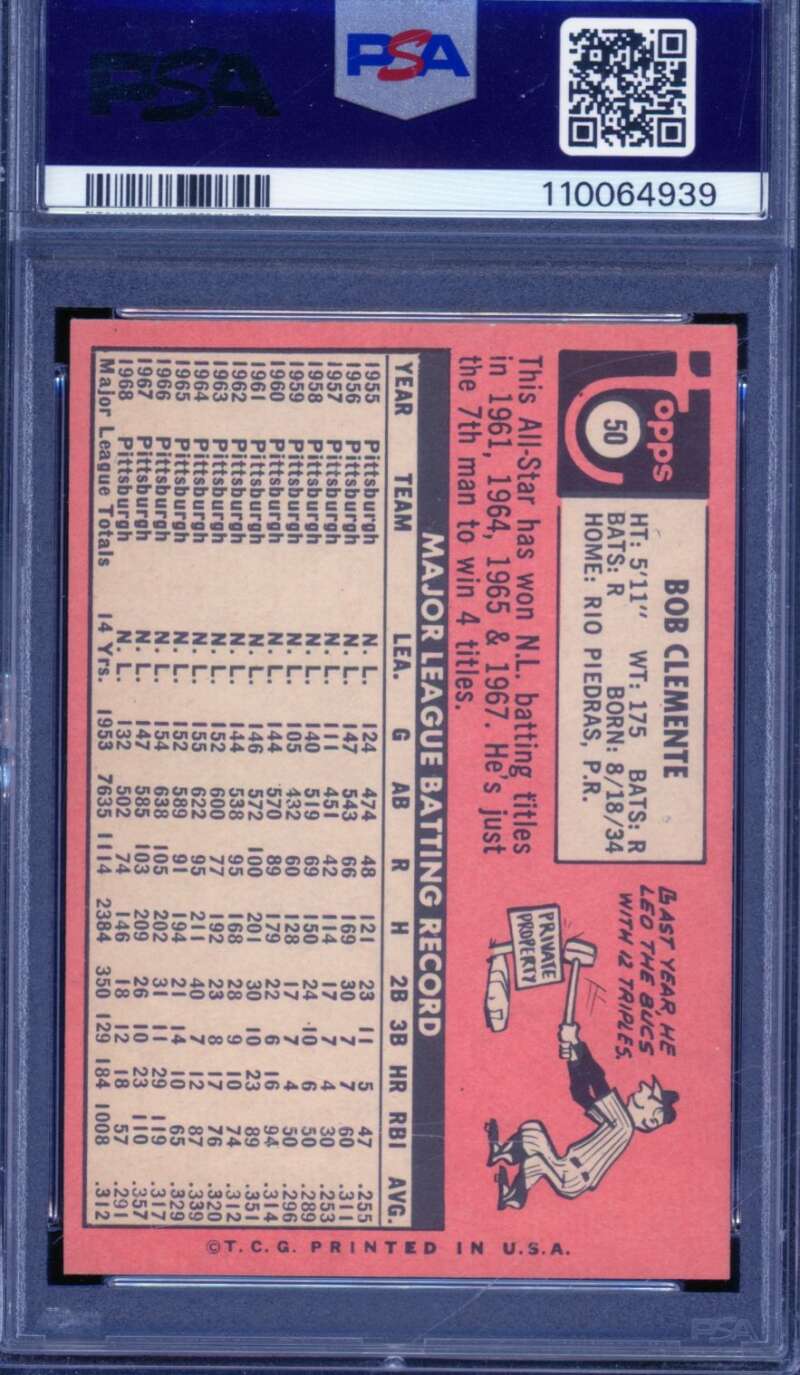 PSA
PSA
110064939
topps
50
BOB CLEMENTE
HT: 5'11" WT: 175 BATS: R
BATS: R BORN: 8/18/34
HOME: RIO PIEDRAS, P.R.
LAST YEAR, HE
LED THE BUCS
WITH 12 TRIPLES.
PRIVATE
PROPERTY
This All-Star has won N.L. batting titles
in 1961, 1964, 1965 & 1967. He's just
the 7th man to win 4 titles.
MAJOR LEAGUE BATTING RECORD
YEAR TEAM LEA. G AB R H 2B 3B HR RBI AVG.
1955 Pittsburgh N.L. 124 474 48 121 23 11 5 47 .255
1956 Pittsburgh N.L. 147 543 66 169 30 7 7 60 .311
1957 Pittsburgh N.L. 111 451 42 114 17 7 4 30 .253
1958 Pittsburgh N.L. 140 519 69 150 24 10 6 50 .289
1959 Pittsburgh N.L. 105 432 60 128 17 7 4 50 .296
1960 Pittsburgh N.L. 144 570 89 179 22 6 16 94 .314
1961 Pittsburgh N.L. 146 572 100 201 30 10 23 89 .351
1962 Pittsburgh N.L. 144 538 95 168 28 9 10 74 .312
1963 Pittsburgh N.L. 152 600 77 192 23 8 17 76 .320
1964 Pittsburgh N.L. 155 622 95 211 40 7 12 87 .339
1965 Pittsburgh N.L. 152 589 91 194 21 14 10 65 .329
1966 Pittsburgh N.L. 154 638 105 202 31 11 29 119 .317
1967 Pittsburgh N.L. 147 585 103 209 26 10 23 110 .357
1968 Pittsburgh N.L. 132 502 74 146 18 12 18 57 .291
Major League Totals 14 Yrs. 1953 7635 1114 2384 350 129 184 1008 .312
©T.C.G. PRINTED IN U.S.A.
PSA